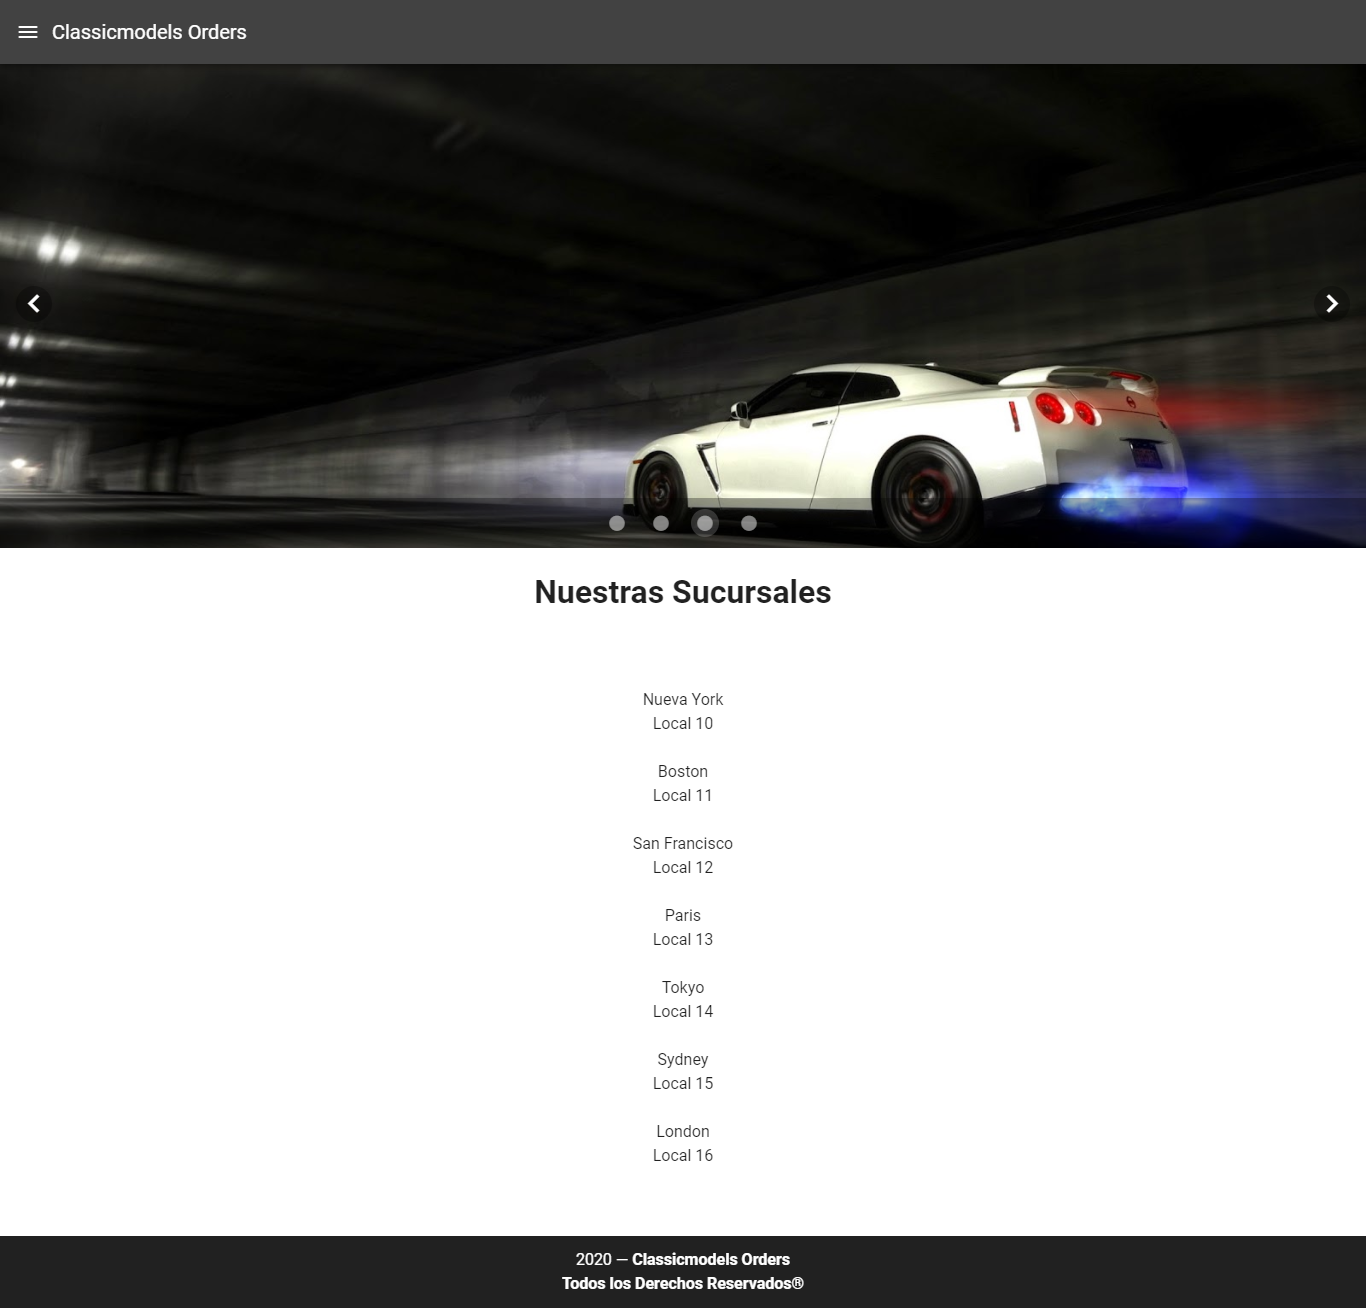 Classicmodels Orders
Nuestras Sucursales
Nueva York
Local 10
Boston
Local 11
San Francisco
Local 12
Paris
Local 13
Tokyo
Local 14
Sydney
Local 15
London
Local 16
2020 — Classicmodels Orders
Todos los Derechos Reservados®